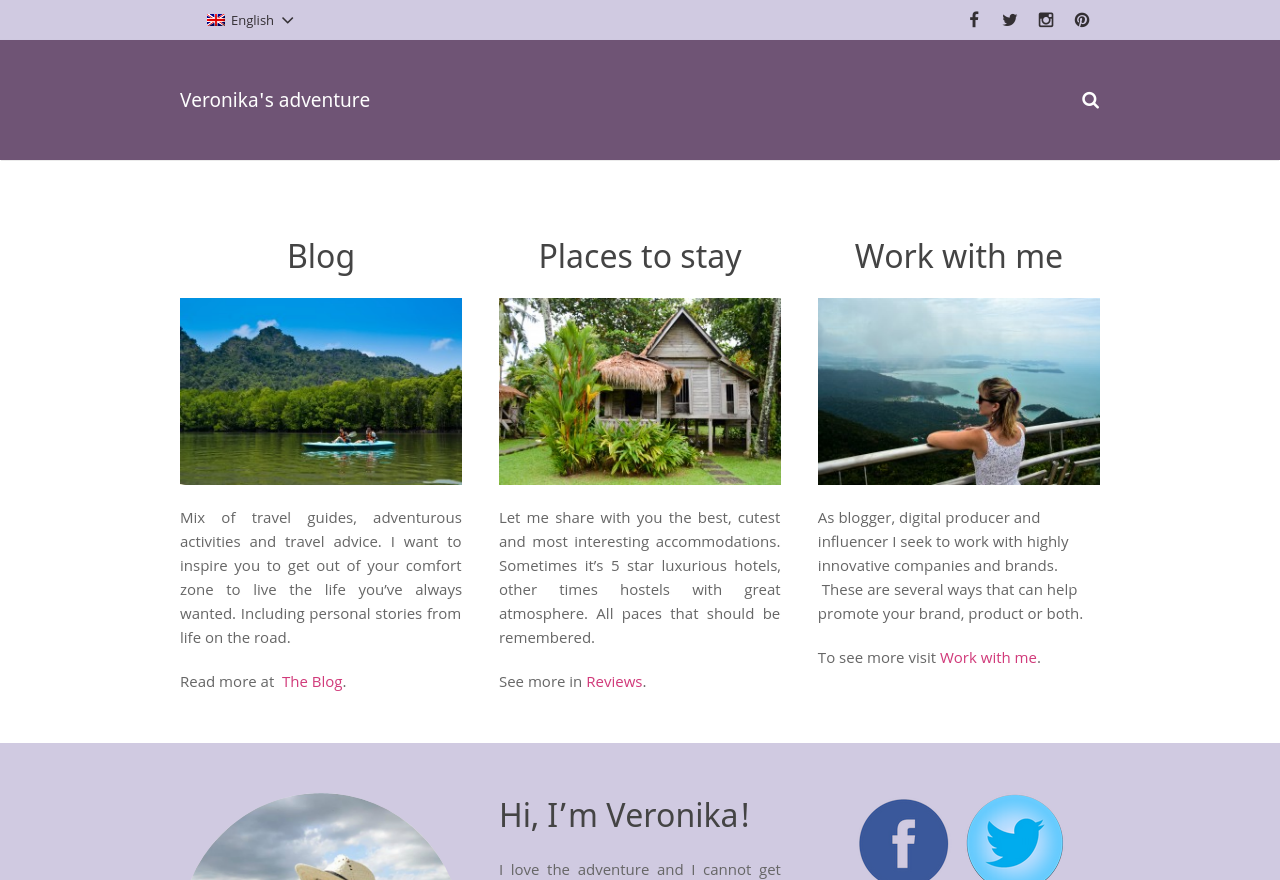 English
Veronika's adventure
Blog
Places to stay
Work with me
Mix of travel guides, adventurous
activities and travel advice. I want to
inspire you to get out of your comfort
zone to live the life you’ve always
wanted. Including personal stories from
life on the road.
Read more at The Blog.
Let me share with you the best, cutest
and most interesting accommodations.
Sometimes it’s 5 star luxurious hotels,
other times hostels with great
atmosphere. All paces that should be
remembered.
See more in Reviews.
As blogger, digital producer and
influencer I seek to work with highly
innovative companies and brands.
These are several ways that can help
promote your brand, product or both.
To see more visit Work with me.
Hi, I’m Veronika!
I love the adventure and I cannot get